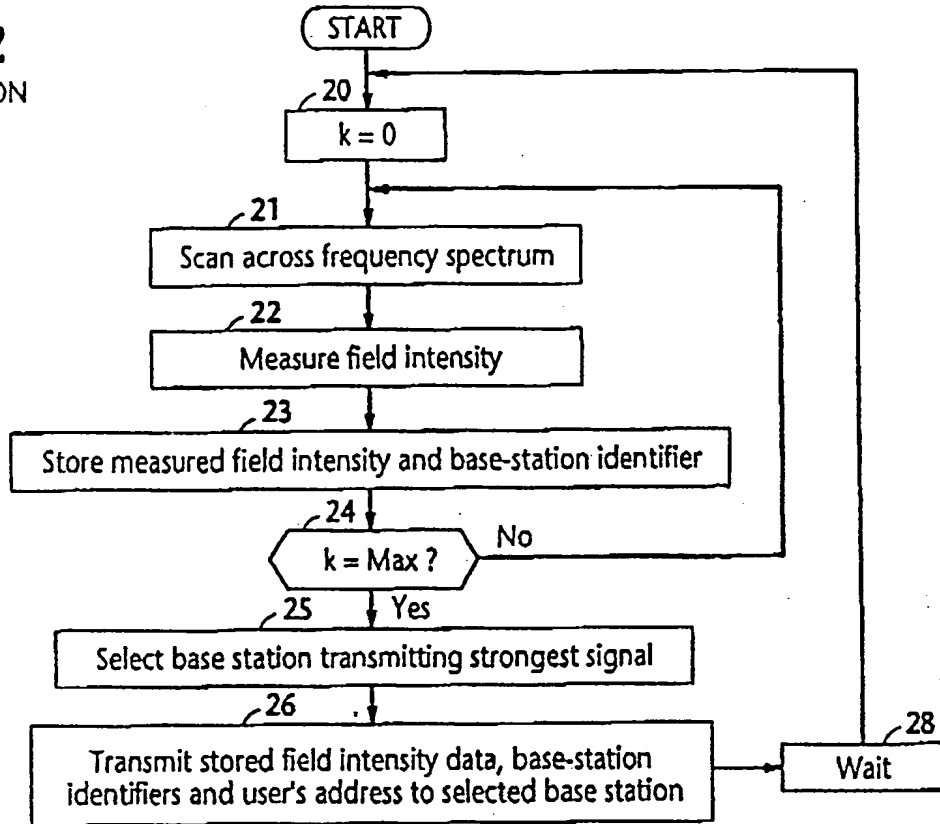 2
ON
START
20
k = 0
21
Scan across frequency spectrum
22
Measure field intensity
23
Store measured field intensity and base-station identifier
24
k = Max ?
No
Yes
25
Select base station transmitting strongest signal
26
Transmit stored field intensity data, base-station
identifiers and user's address to selected base station
28
Wait